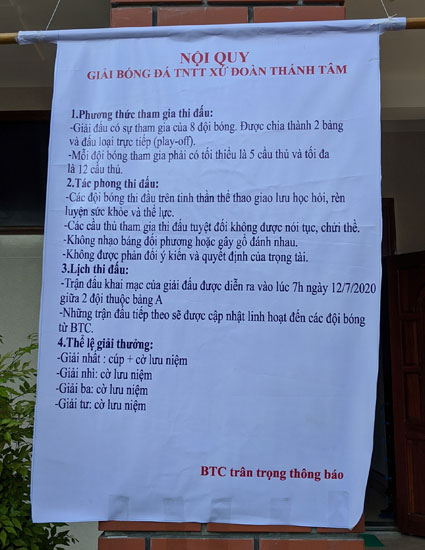 NỘI QUY
GIẢI BÓNG ĐÁ TNTT XỨ ĐOÀN THÁNH TÂM
1.Phương thức tham gia thi đấu:
-Giải đấu có sự tham gia của 8 đội bóng. Được chia thành 2 bảng
và đấu loại trực tiếp (play-off).
-Mỗi đội bóng tham gia phải có tối thiểu là 5 cầu thủ và tối đa
là 12 cầu thủ.
2.Tác phong thi đấu:
-Các đội bóng thi đấu trên tinh thần thể thao giao lưu học hỏi, rèn
luyện sức khỏe và thể lực.
-Các cầu thủ tham gia thi đấu tuyệt đối không được nói tục, chửi thề.
-Không nhạo báng đối phương hoặc gây gổ đánh nhau.
-Không được phản đối ý kiến và quyết định của trọng tài.
3.Lịch thi đấu:
-Trận đấu khai mạc của giải đấu được diễn ra vào lúc 7h ngày 12/7/2020
giữa 2 đội thuộc bảng A
-Những trận đấu tiếp theo sẽ được cập nhật linh hoạt đến các đội bóng
từ BTC.
4.Thể lệ giải thưởng:
-Giải nhất : cúp + cờ lưu niệm
-Giải nhì: cờ lưu niệm
-Giải ba: cờ lưu niệm
-Giải tư: cờ lưu niệm
BTC trân trọng thông báo